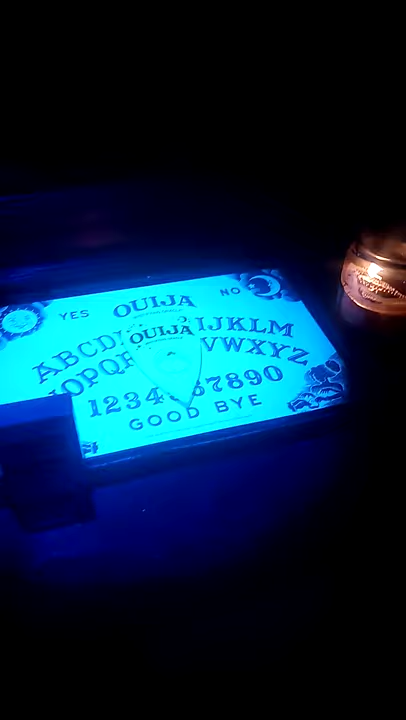 YES OUIJA NO
OUIJA
ABCD IJKLM
OPQR VWXYZ
1234 67890
GOOD BYE